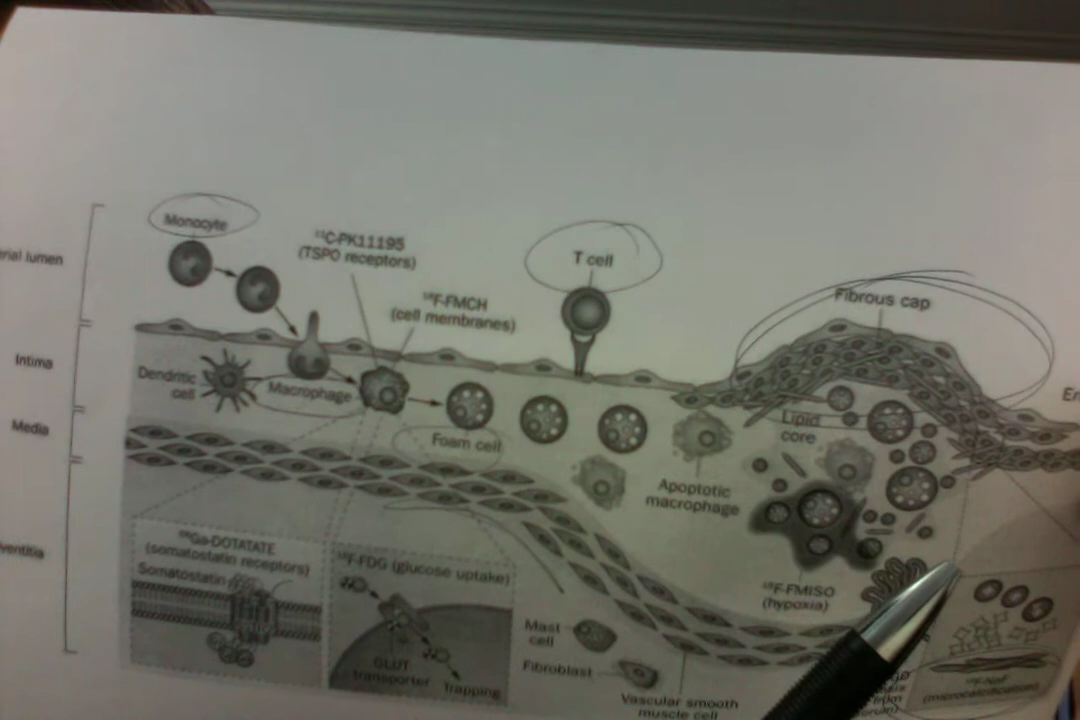 Monocyte
¹¹C-PK11195
(TSPO receptors)
¹⁸F-FMCH
(cell membranes)
T cell
Fibrous cap
lumen
Intima
Media
Dendritic
cell
Macrophage
Foam cell
Lipid
core
Apoptotic
macrophage
⁶⁸Ga-DOTATATE
(somatostatin receptors)
Somatostatin
¹⁸F-FDG (glucose uptake)
GLUT
transporter
Trapping
Mast
cell
Fibroblast
Vascular smooth
muscle cell
¹⁸F-FMISO
(hypoxia)
¹⁸F-NaF
(microcalcification)